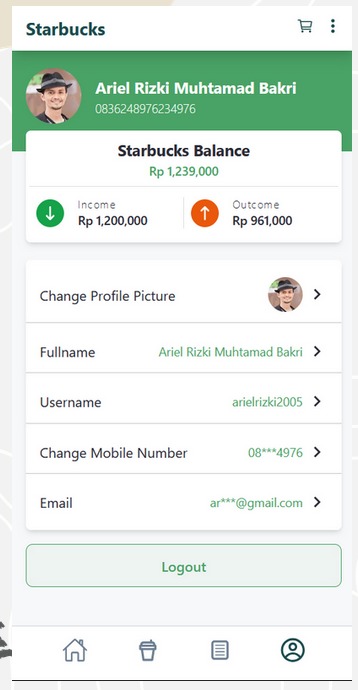 Starbucks
Ariel Rizki Muhtamad Bakri
0836248976234976
Starbucks Balance
Rp 1,239,000
Income
Rp 1,200,000
Outcome
Rp 961,000
Change Profile Picture
Fullname Ariel Rizki Muhtamad Bakri
Username arielrizki2005
Change Mobile Number 08***4976
Email ar***@gmail.com
Logout